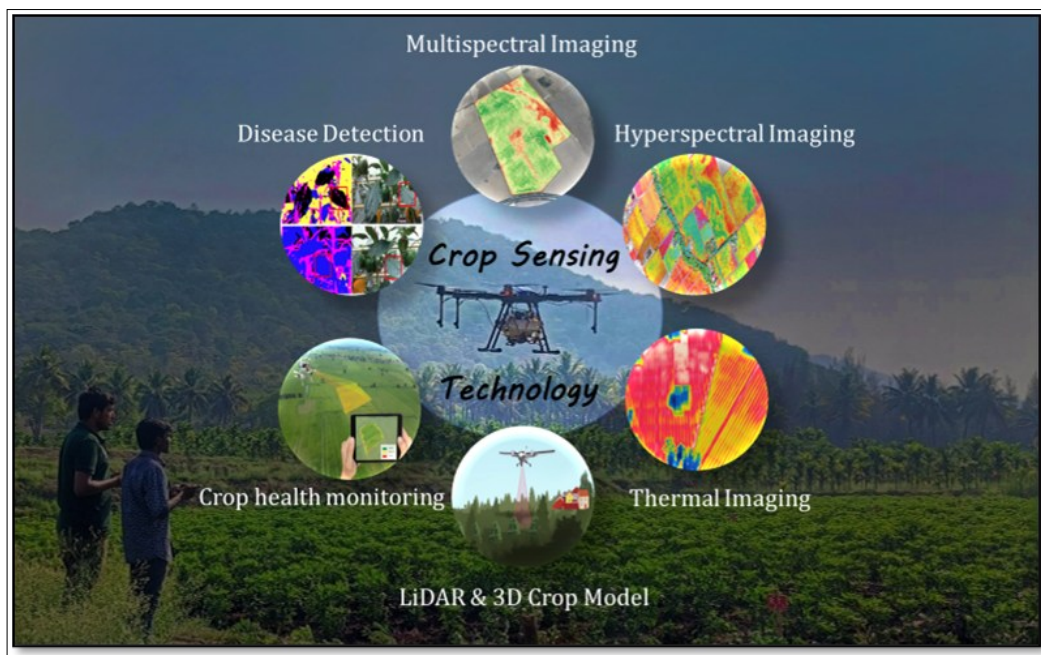 Multispectral Imaging
Disease Detection
Hyperspectral Imaging
Crop Sensing
Technology
Crop health monitoring
Thermal Imaging
LiDAR & 3D Crop Model